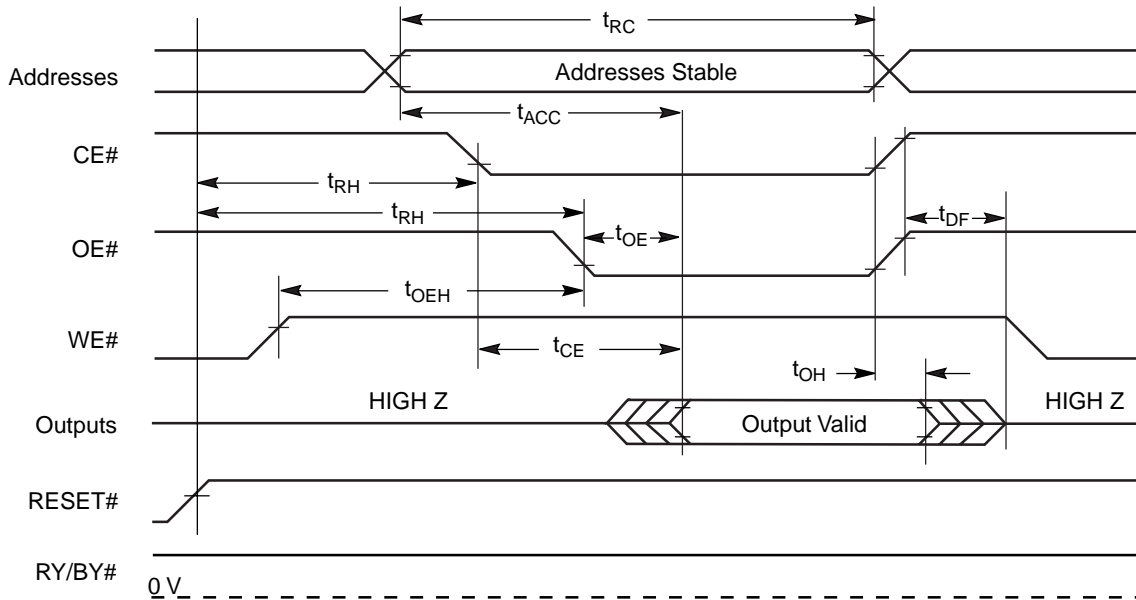 tRC
Addresses
Addresses Stable
tACC
CE#
tRH
tRH
tDF
OE#
tOE
tOEH
WE#
tCE
tOH
HIGH Z
HIGH Z
Outputs
Output Valid
RESET#
RY/BY#
0 V